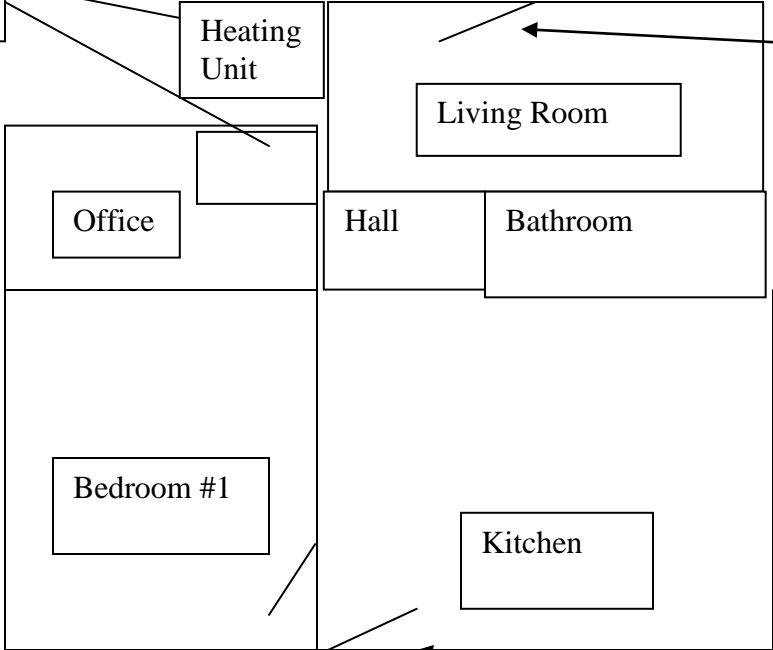 Heating
Unit
Living Room
Office
Hall
Bathroom
Bedroom #1
Kitchen